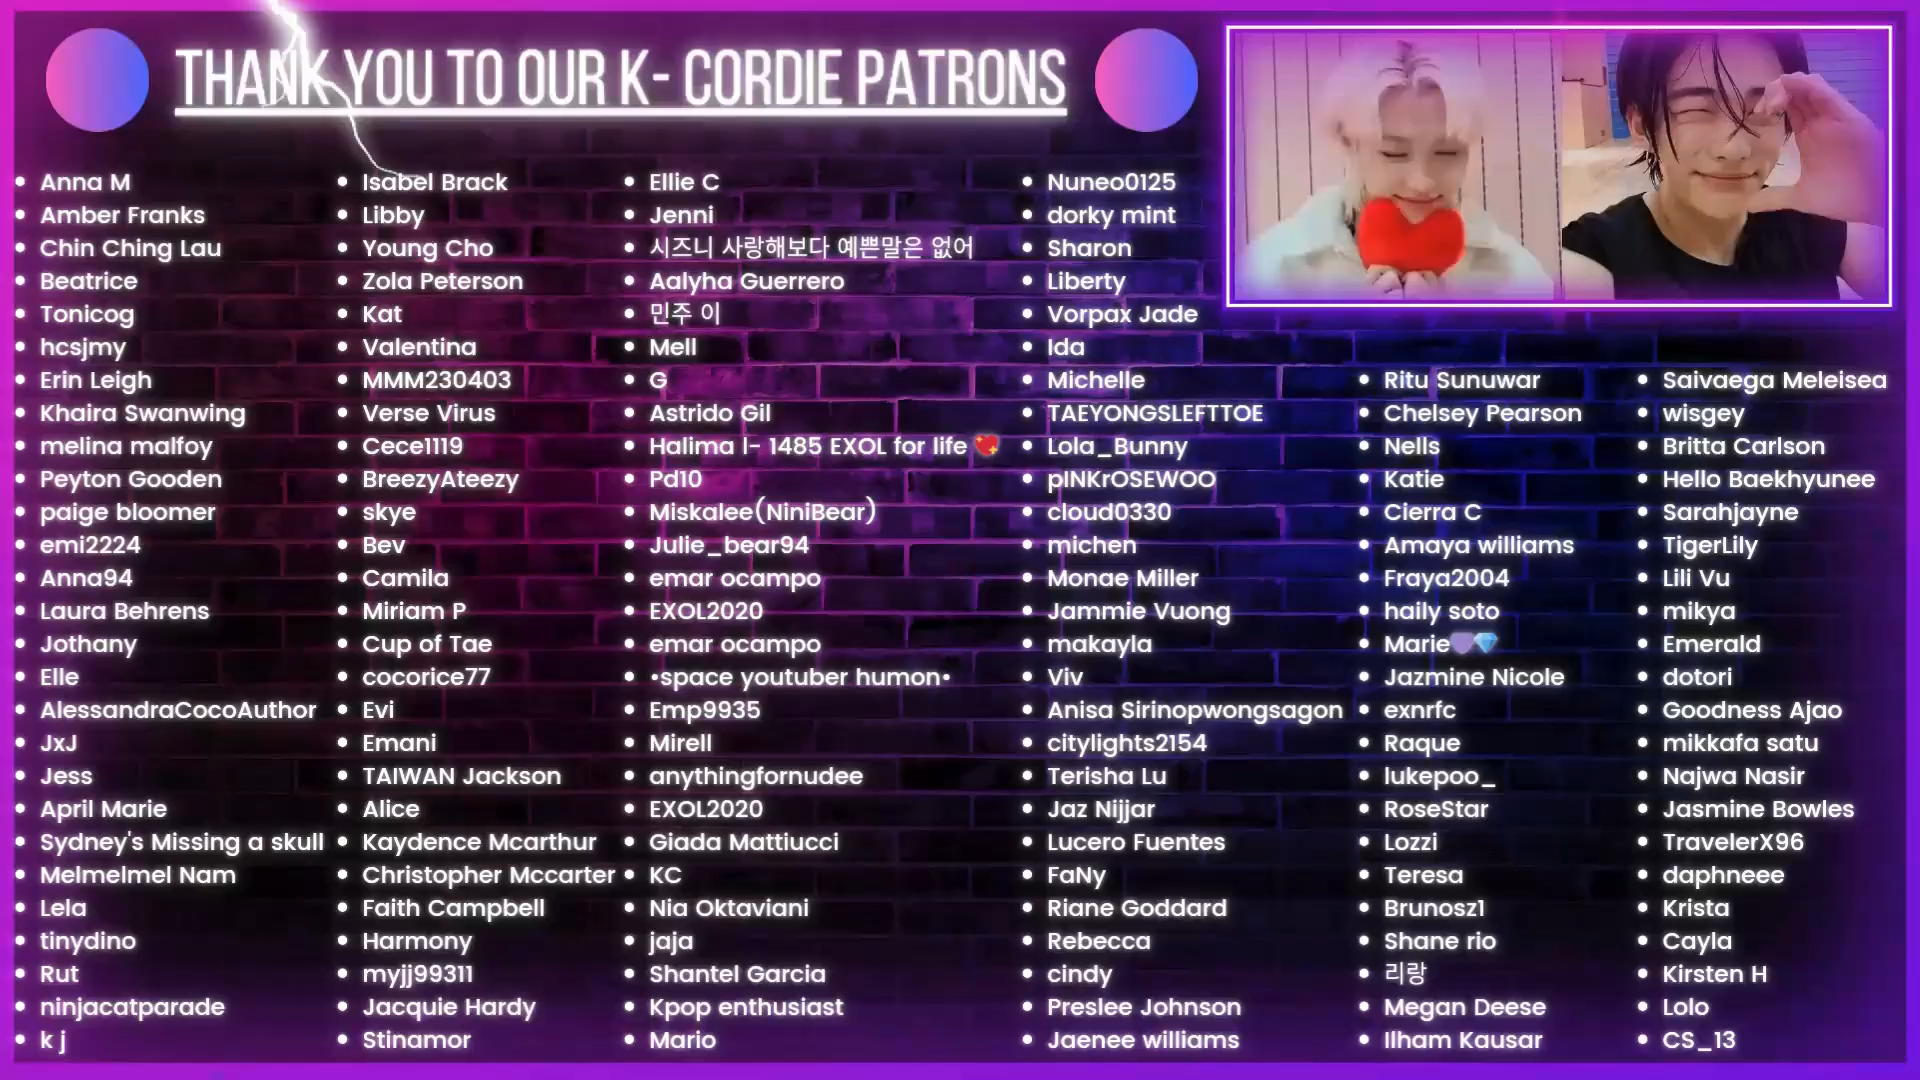 THANK YOU TO OUR K- CORDIE PATRONS
• Anna M
• Amber Franks
• Chin Ching Lau
• Beatrice
• Tonicog
• hcsjmy
• Erin Leigh
• Khaira Swanwing
• melina malfoy
• Peyton Gooden
• paige bloomer
• emi2224
• Anna94
• Laura Behrens
• Jothany
• Elle
• AlessandraCocoAuthor
• JxJ
• Jess
• April Marie
• Sydney's Missing a skull
• Melmelmel Nam
• Lela
• tinydino
• Rut
• ninjacatparade
• k j
• Isabel Brack
• Libby
• Young Cho
• Zola Peterson
• Kat
• Valentina
• MMM230403
• Verse Virus
• Cece1119
• BreezyAteezy
• skye
• Bev
• Camila
• Miriam P
• Cup of Tae
• cocorice77
• Evi
• Emani
• TAIWAN Jackson
• Alice
• Kaydence Mcarthur
• Christopher Mccarter
• Faith Campbell
• Harmony
• myjj99311
• Jacquie Hardy
• Stinamor
• Ellie C
• Jenni
• 시즈니 사랑해보다 예쁜말은 없어
• Aalyha Guerrero
• 민주 이
• Mell
• G
• Astrido Gil
• Halima I- 1485 EXOL for life 💖
• Pd10
• Miskalee(NiniBear)
• Julie_bear94
• emar ocampo
• EXOL2020
• emar ocampo
• •space youtuber humon•
• Emp9935
• Mirell
• anythingfornudee
• EXOL2020
• Giada Mattiucci
• KC
• Nia Oktaviani
• jaja
• Shantel Garcia
• Kpop enthusiast
• Mario
• Nuneo0125
• dorky mint
• Sharon
• Liberty
• Vorpax Jade
• Ida
• Michelle
• TAEYONGSLEFTTOE
• Lola_Bunny
• pINKrOSEWOO
• cloud0330
• michen
• Monae Miller
• Jammie Vuong
• makayla
• Viv
• Anisa Sirinopwongsagon
• citylights2154
• Terisha Lu
• Jaz Nijjar
• Lucero Fuentes
• FaNy
• Riane Goddard
• Rebecca
• cindy
• Preslee Johnson
• Jaenee williams
• Ritu Sunuwar
• Chelsey Pearson
• Nells
• Katie
• Cierra C
• Amaya williams
• Fraya2004
• haily soto
• Marie💜💎
• Jazmine Nicole
• exnrfc
• Raque
• lukepoo_
• RoseStar
• Lozzi
• Teresa
• Brunosz1
• Shane rio
• 리랑
• Megan Deese
• Ilham Kausar
• Saivaega Meleisea
• wisgey
• Britta Carlson
• Hello Baekhyunee
• Sarahjayne
• TigerLily
• Lili Vu
• mikya
• Emerald
• dotori
• Goodness Ajao
• mikkafa satu
• Najwa Nasir
• Jasmine Bowles
• TravelerX96
• daphneee
• Krista
• Cayla
• Kirsten H
• Lolo
• CS_13